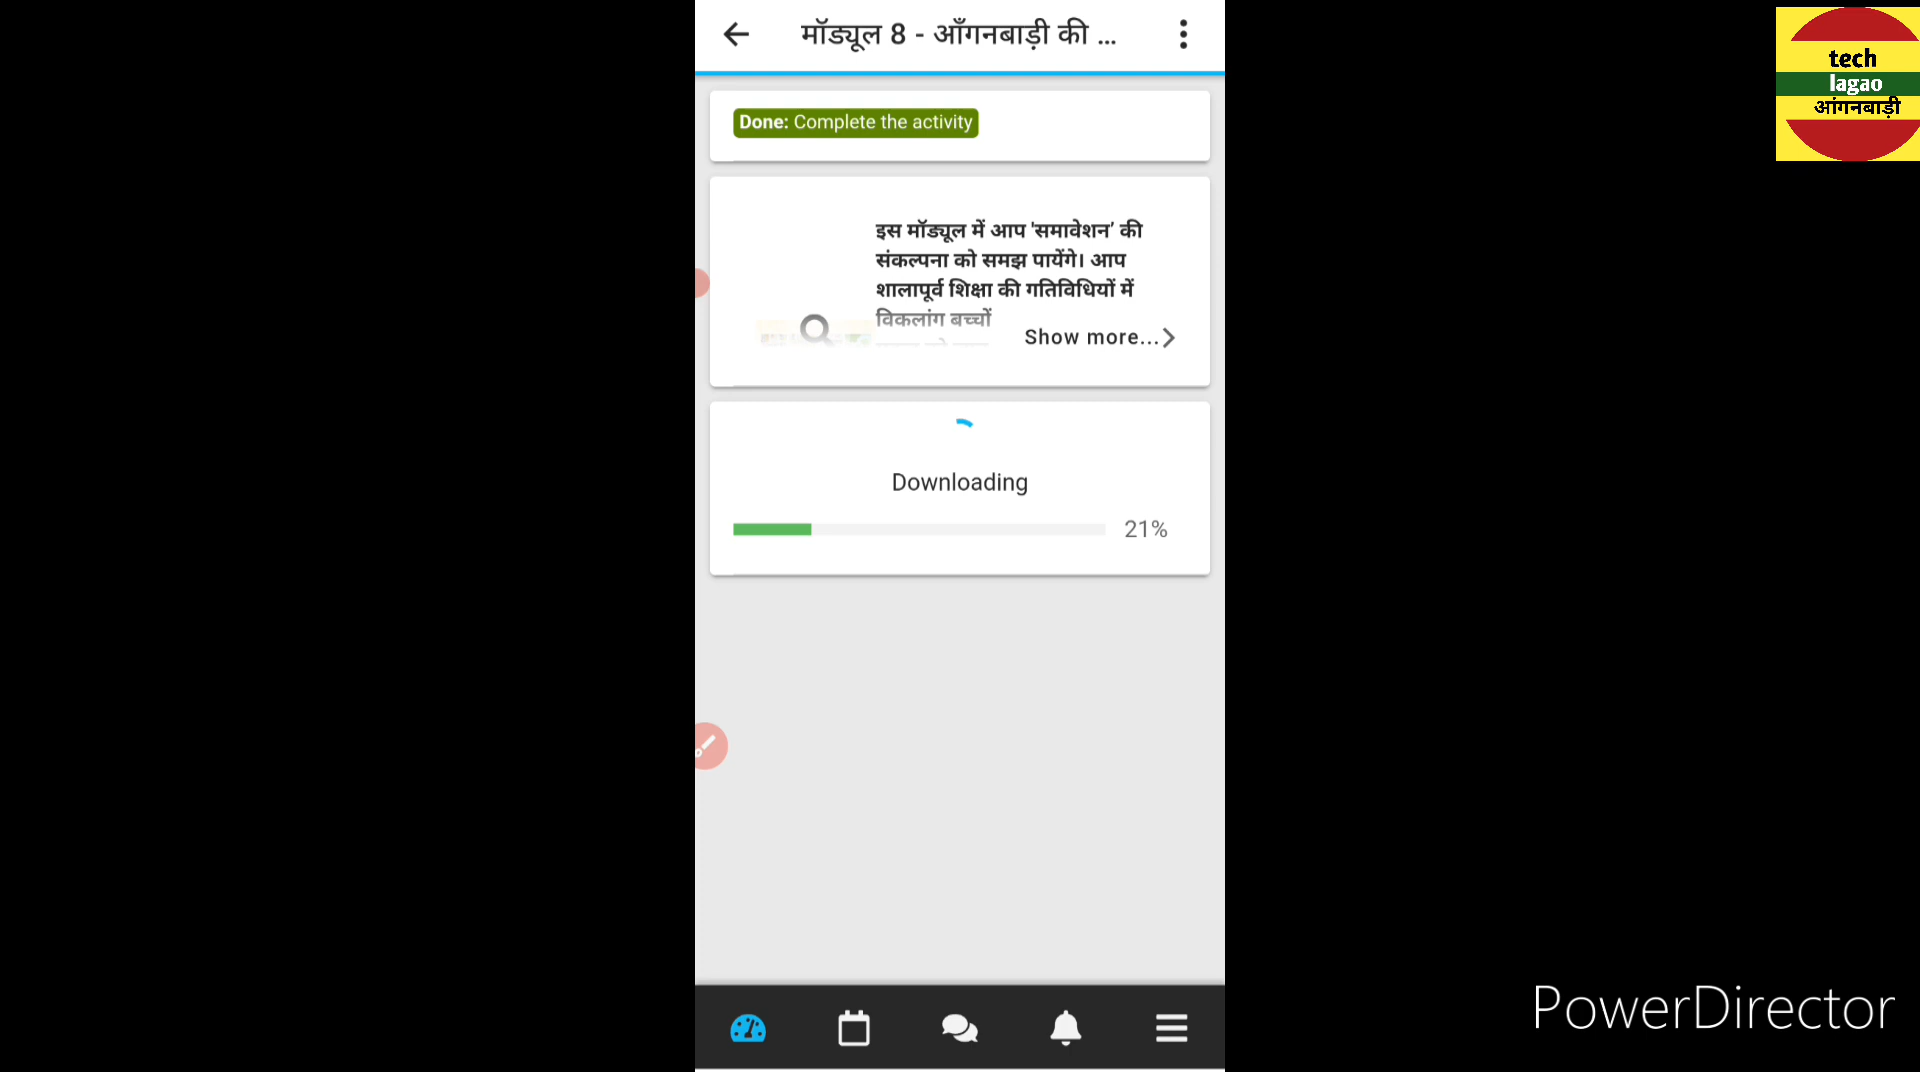 मॉड्यूल 8 - आँगनबाड़ी की ...
tech
lagao
आंगनबाड़ी
Done: Complete the activity
इस मॉड्यूल में आप 'समावेशन’ की
संकल्पना को समझ पायेंगे। आप
शालापूर्व शिक्षा की गतिविधियों में
विकलांग बच्चों
Show more...
Downloading
21%
PowerDirector